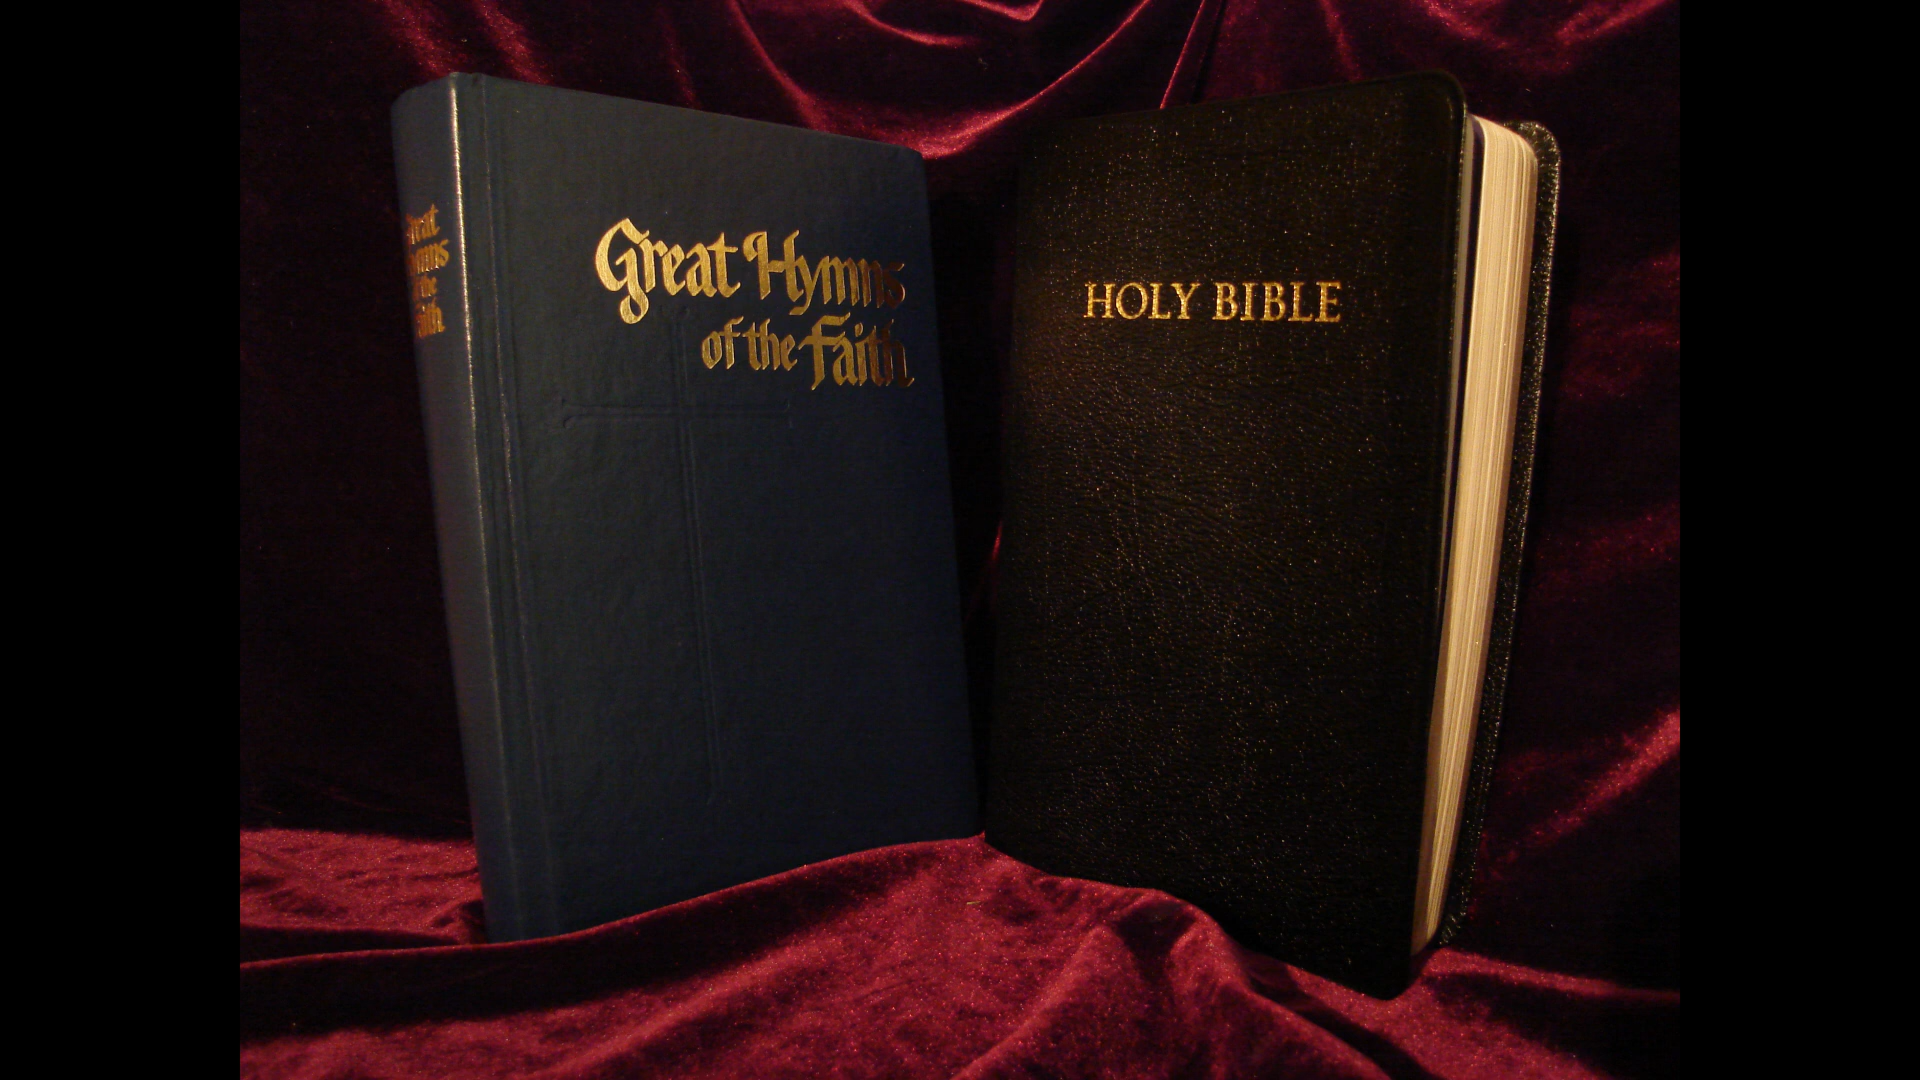 Great
Hymns
of the
Faith
Great Hymns
of the Faith
HOLY BIBLE